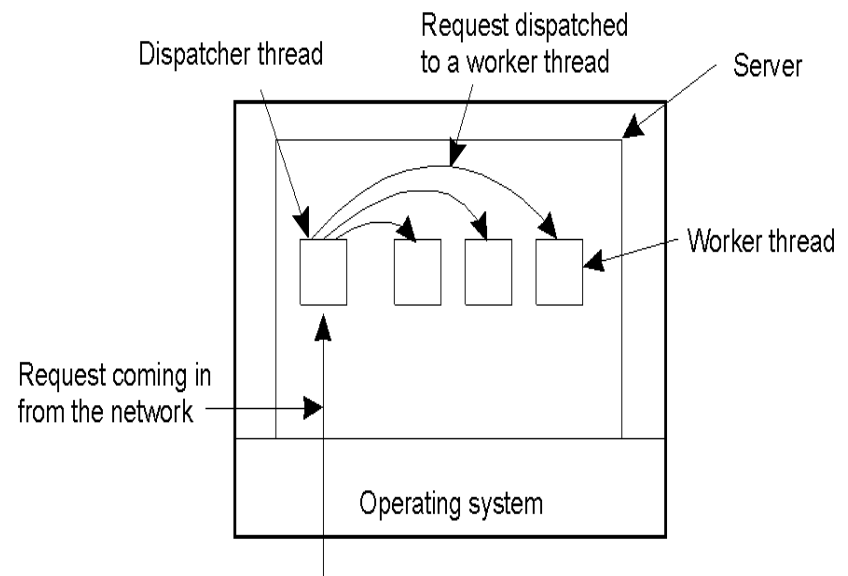 Dispatcher thread
Request dispatched
to a worker thread
Server
Worker thread
Request coming in
from the network
Operating system